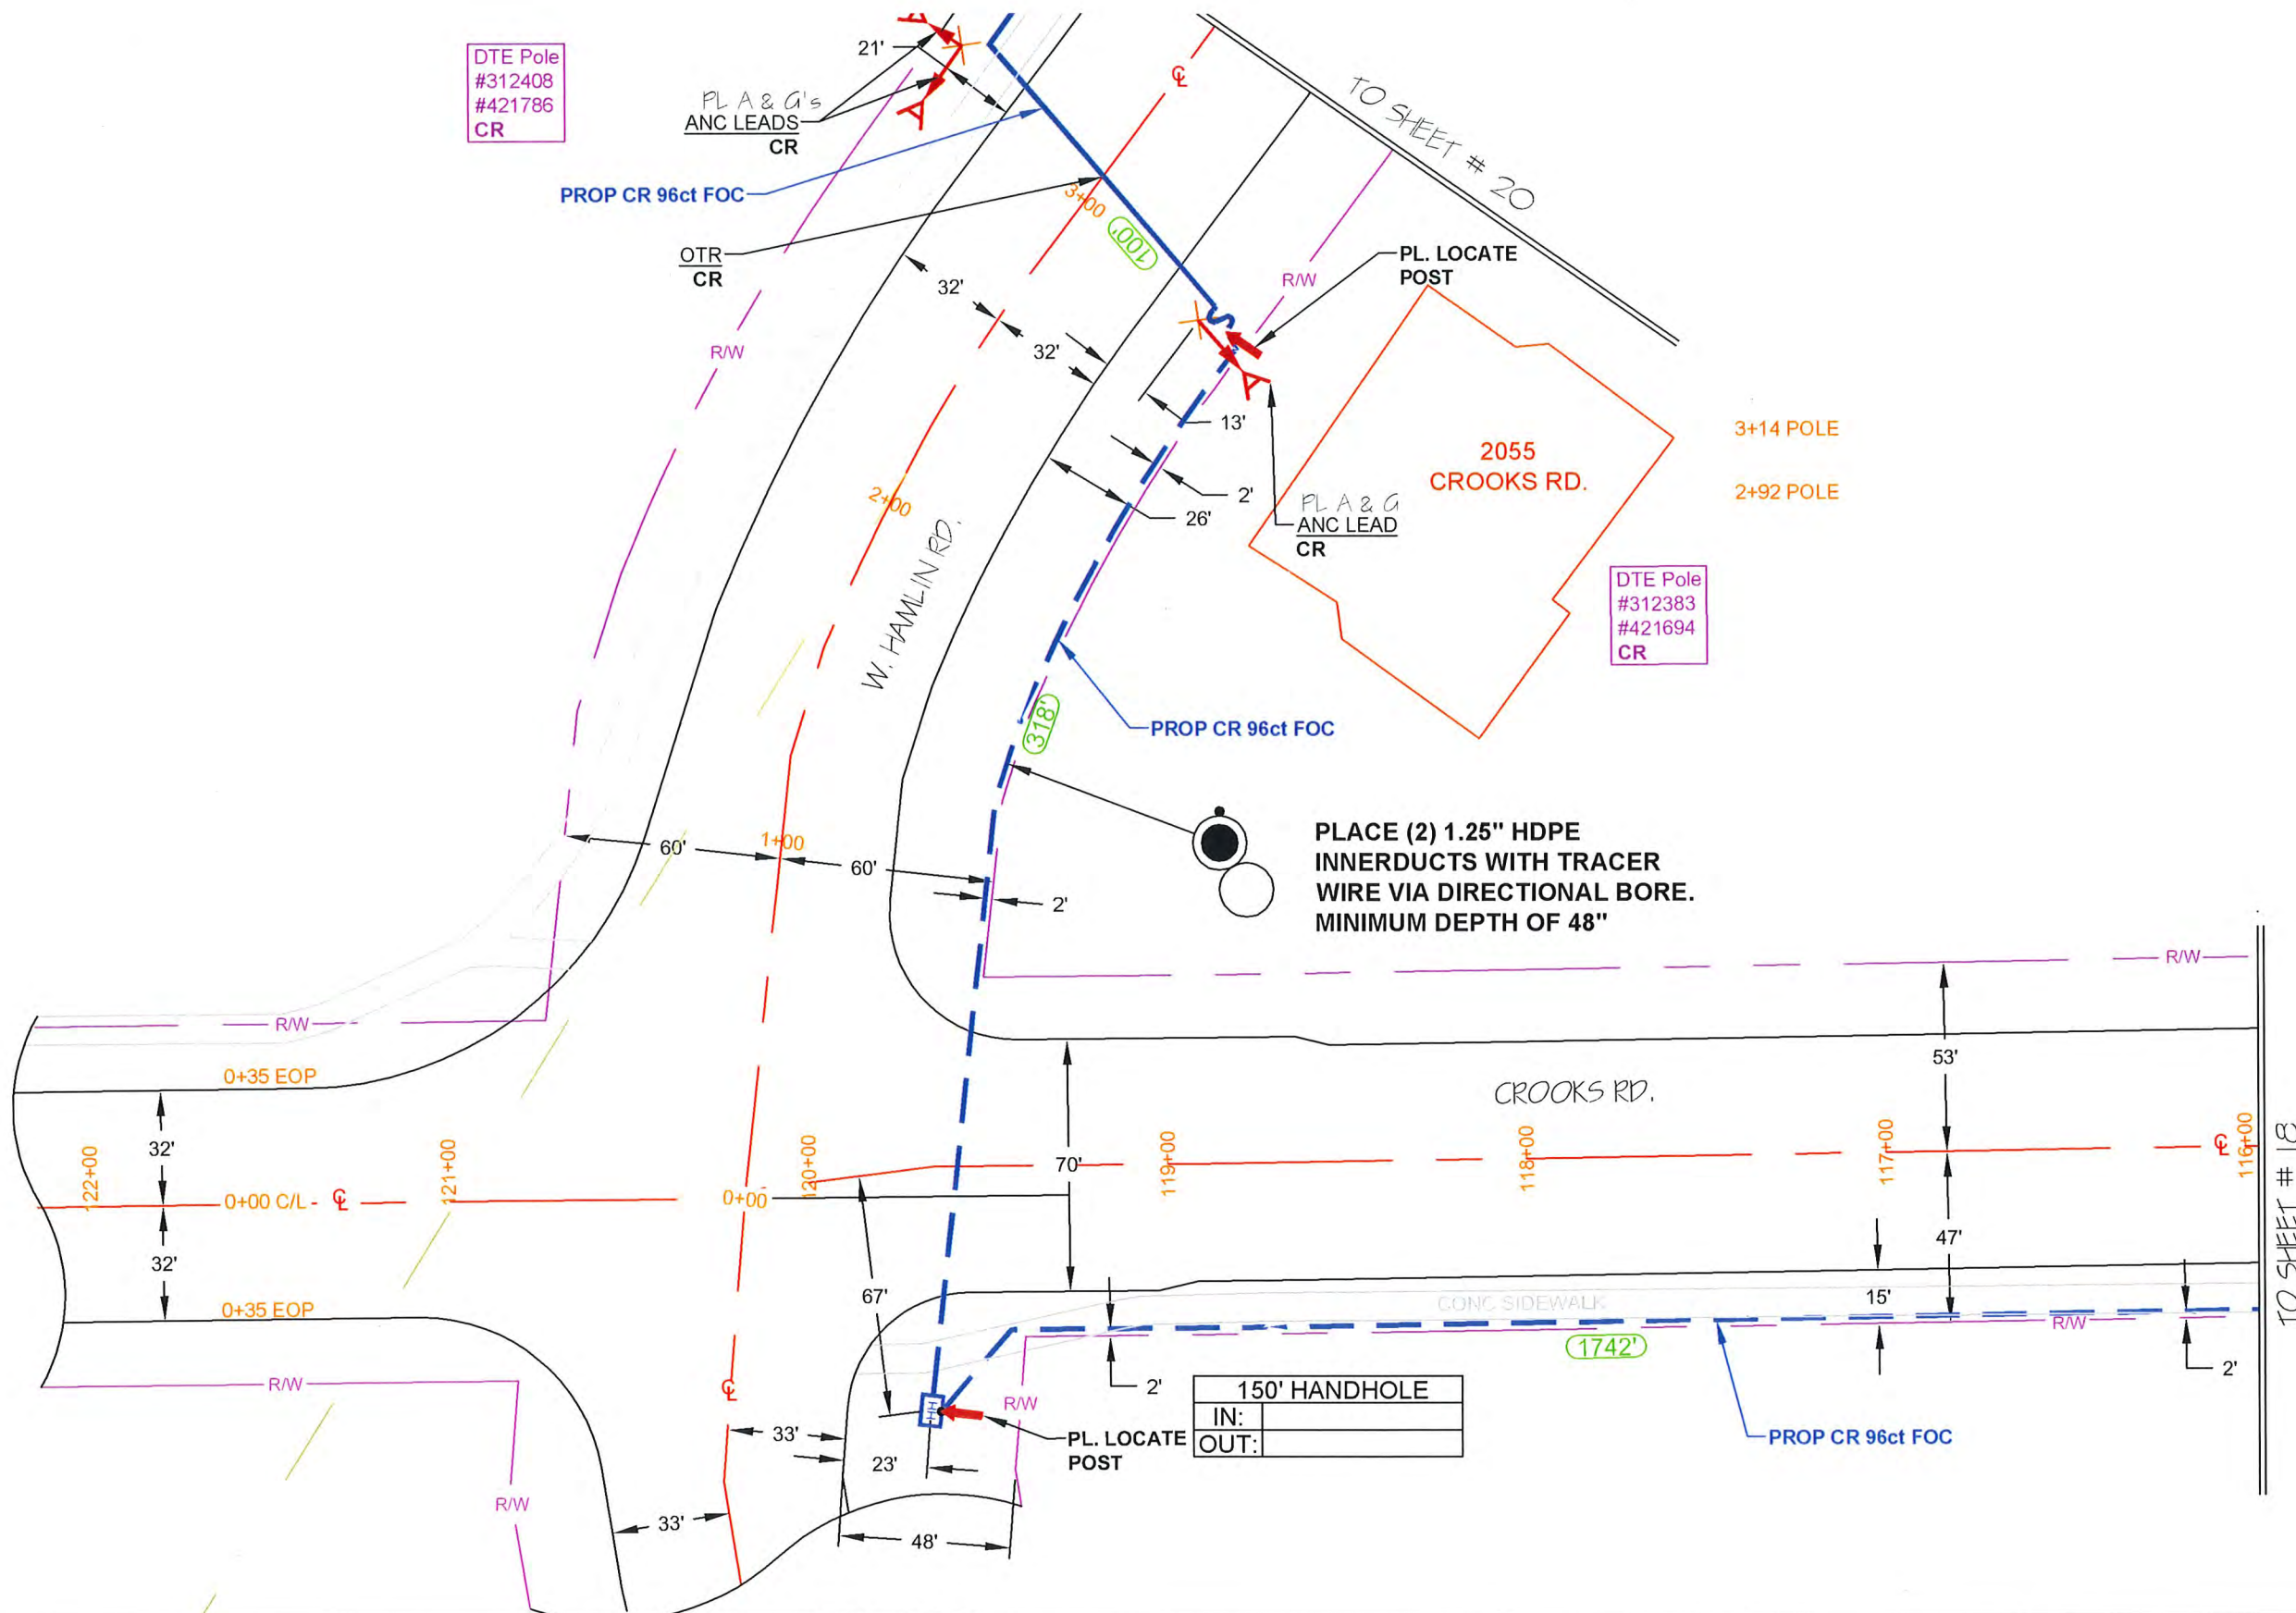 DTE Pole
#312408
#421786
CR
21'
PL A & G's
ANC LEADS
CR
PROP CR 96ct FOC
OTR
CR
℄
TO SHEET # 20
3+00
100'
32'
32'
R/W
R/W
PL. LOCATE
POST
13'
2'
26'
PL A & G
ANC LEAD
CR
2055
CROOKS RD.
3+14 POLE
2+92 POLE
DTE Pole
#312383
#421694
CR
2+00
W. HAMLIN RD.
318'
PROP CR 96ct FOC
PLACE (2) 1.25" HDPE
INNERDUCTS WITH TRACER
WIRE VIA DIRECTIONAL BORE.
MINIMUM DEPTH OF 48"
60'
1+00
60'
2'
R/W
R/W
0+35 EOP
32'
122+00
121+00
120+00
119+00
118+00
117+00
116+00
CROOKS RD.
53'
70'
0+00 C/L
℄
0+00
℄
47'
32'
0+35 EOP
67'
CONC SIDEWALK
15'
R/W
1742'
2'
2'
R/W
℄
R/W
HH
150' HANDHOLE
IN:
OUT:
PL. LOCATE
POST
PROP CR 96ct FOC
33'
23'
R/W
33'
48'
TO SHEET # 18
A
A
A
S